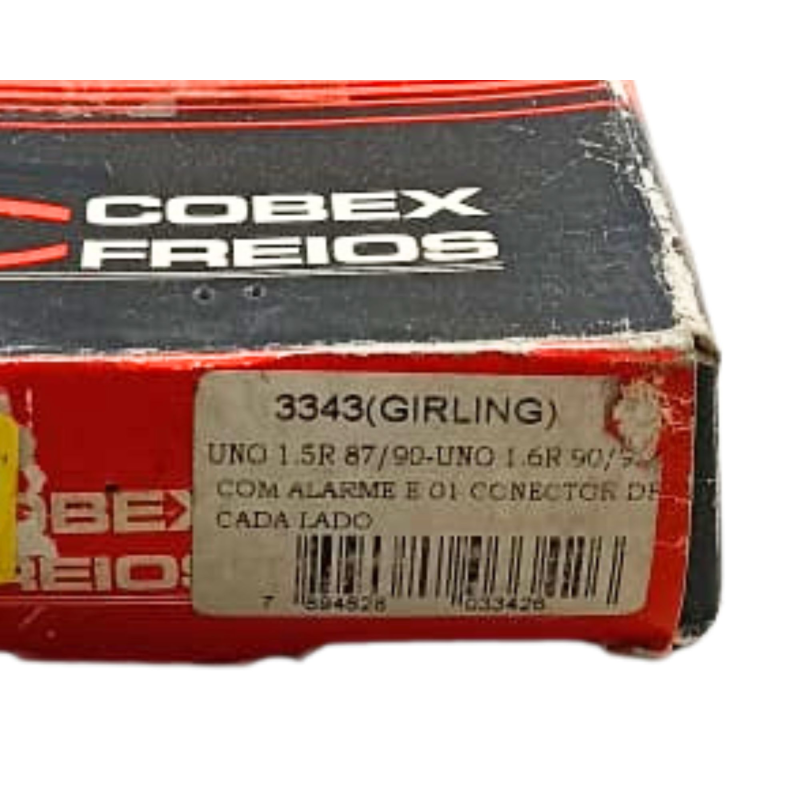 COBEX
FREIOS
3343(GIRLING)
UNO 1.5R 87/90-UNO 1.6R 90/9
COM ALARME E 01 CONECTOR DE
CADA LADO
OBEX
REIOS
7 894528 033426